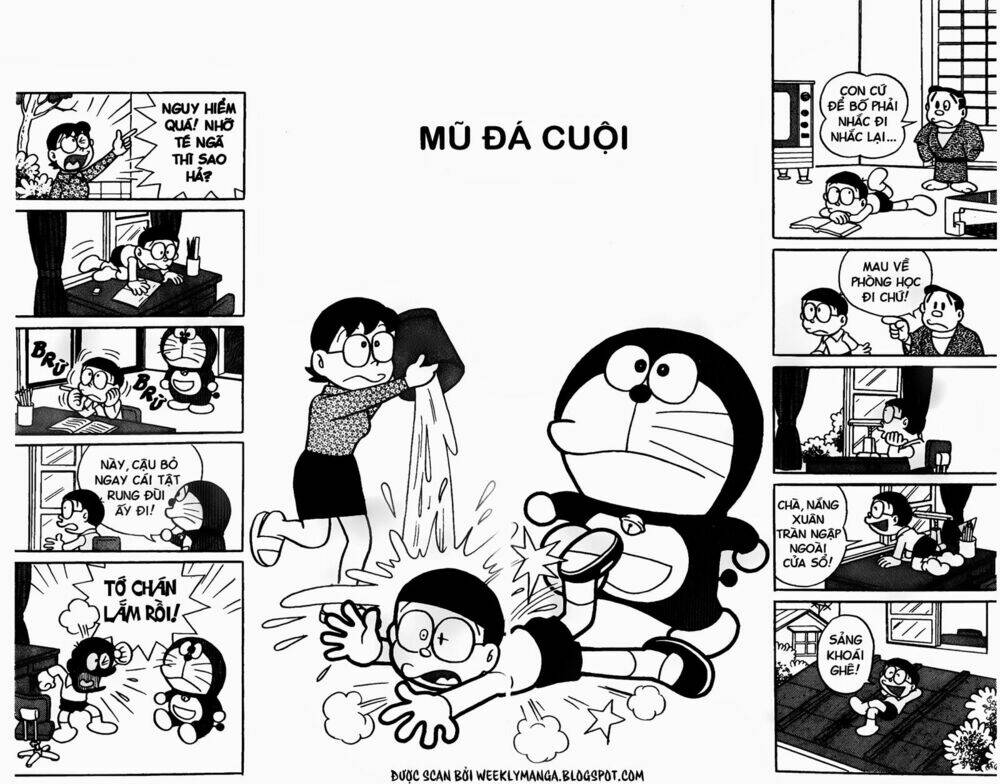 MŨ ĐÁ CUỘI
CON CỨ
ĐỂ BỐ PHẢI
NHẮC ĐI
NHẮC LẠI...
MAU VỀ
PHÒNG HỌC
ĐI CHỨ!
CHÀ, NẮNG
XUÂN
TRÀN NGẬP
NGOÀI
CỬA SỔ!
SẢNG
KHOÁI
GHÊ!
NGUY HIỂM
QUÁ! NHỠ
TÉ NGÃ
THÌ SAO
HẢ?
BRỪ
BRỪ
NÀY, CẬU BỎ
NGAY CÁI TẬT
RUNG ĐÙI
ẤY ĐI!
TỚ CHÁN
LẮM RỒI!
ĐƯỢC SCAN BỞI WEEKLYMANGA.BLOGSPOT.COM